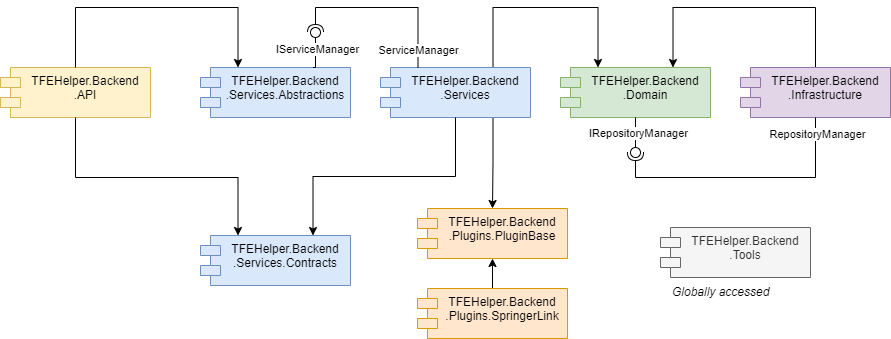 IServiceManager
ServiceManager
TFEHelper.Backend
.API
TFEHelper.Backend
.Services.Abstractions
TFEHelper.Backend
.Services
TFEHelper.Backend
.Domain
TFEHelper.Backend
.Infrastructure
IRepositoryManager
RepositoryManager
TFEHelper.Backend
.Services.Contracts
TFEHelper.Backend
.Plugins.PluginBase
TFEHelper.Backend
.Tools
Globally accessed
TFEHelper.Backend
.Plugins.SpringerLink